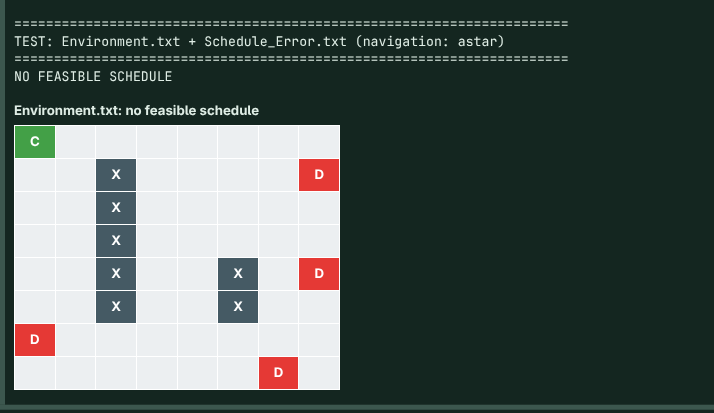 ======================================================================
TEST: Environment.txt + Schedule_Error.txt (navigation: astar)
======================================================================
NO FEASIBLE SCHEDULE
Environment.txt: no feasible schedule
C
X D
X
X
X X D
X X
D
D